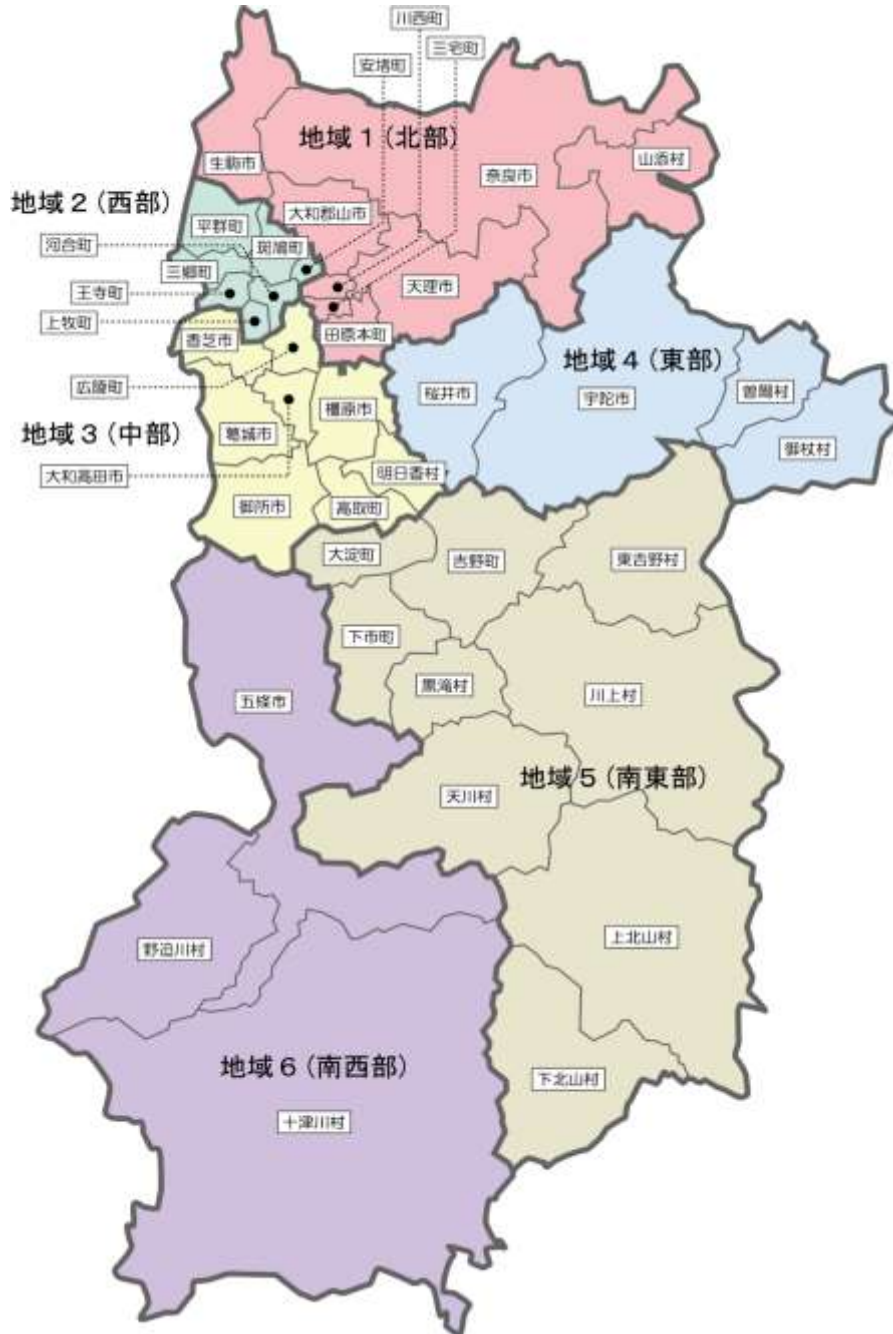 川西町
三宅町
安堵町
地域1(北部)
生駒市
奈良市
山添村
地域2(西部)
平群町
大和郡山市
河合町
斑鳩町
三郷町
天理市
王寺町
上牧町
田原本町
香芝市
地域4(東部)
広陵町
桜井市
宇陀市
曽爾村
橿原市
地域3(中部)
葛城市
御杖村
大和高田市
明日香村
御所市
高取町
大淀町
吉野町
東吉野村
下市町
黒滝村
五條市
川上村
地域5(南東部)
天川村
野迫川村
上北山村
地域6(南西部)
下北山村
十津川村